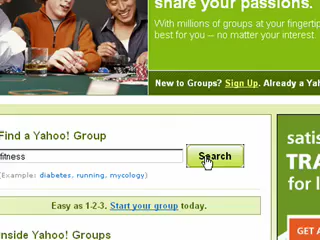 share your passions.
With millions of groups at your fingertip
best for you — no matter your interest.
New to Groups? Sign Up. Already a Ya
Find a Yahoo! Group
fitness
Search
(Example: diabetes, running, mycology)
Easy as 1-2-3. Start your group today.
Inside Yahoo! Groups
satis
TRA
for l
GET A